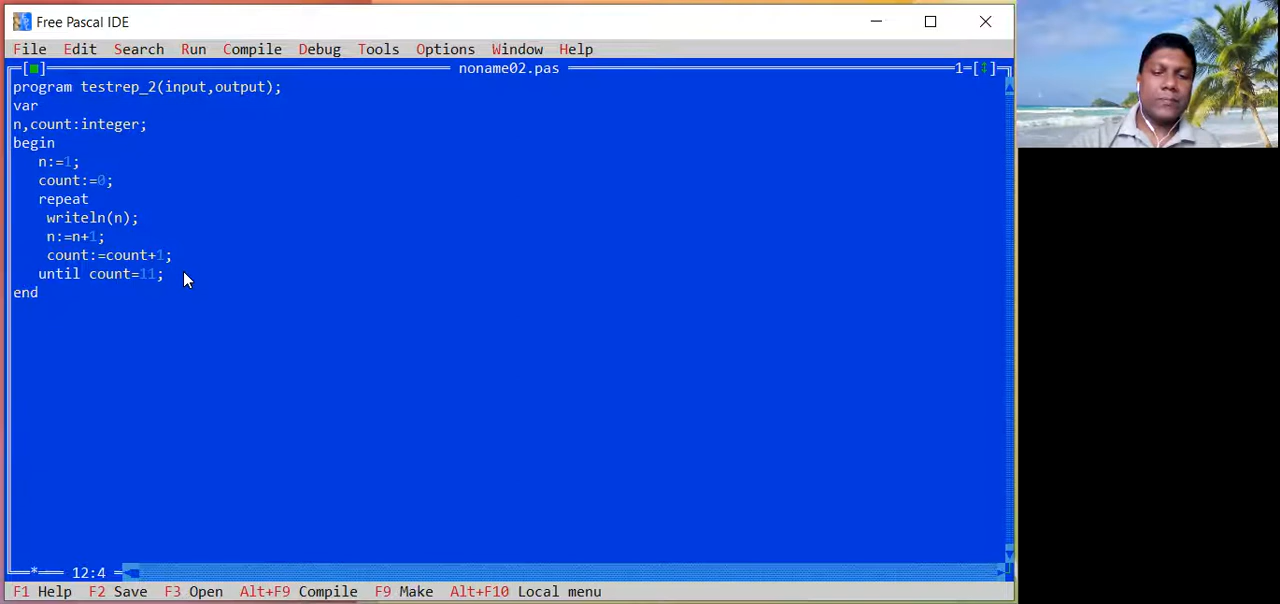 Free Pascal IDE
File Edit Search Run Compile Debug Tools Options Window Help
noname02.pas 1=[↕]
program testrep_2(input,output);
var
n,count:integer;
begin
n:=1;
count:=0;
repeat
writeln(n);
n:=n+1;
count:=count+1;
until count=11;
end
* 12:4
F1 Help F2 Save F3 Open Alt+F9 Compile F9 Make Alt+F10 Local menu